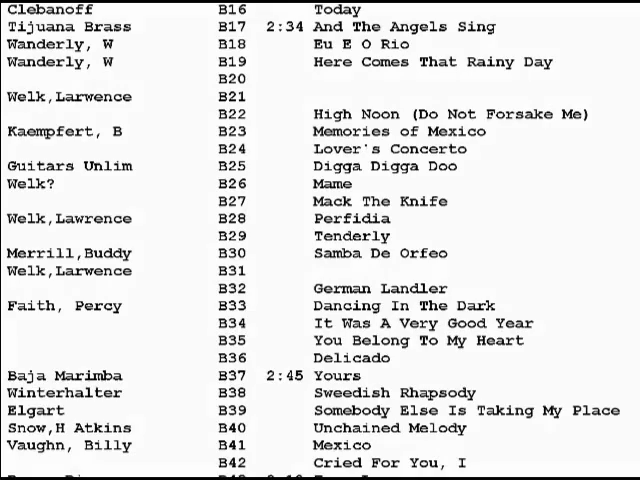 Clebanoff B16 Today
Tijuana Brass B17 2:34 And The Angels Sing
Wanderly, W B18 Eu E O Rio
Wanderly, W B19 Here Comes That Rainy Day
B20
Welk,Larwence B21
B22 High Noon (Do Not Forsake Me)
Kaempfert, B B23 Memories of Mexico
B24 Lover's Concerto
Guitars Unlim B25 Digga Digga Doo
Welk? B26 Mame
B27 Mack The Knife
Welk,Lawrence B28 Perfidia
B29 Tenderly
Merrill,Buddy B30 Samba De Orfeo
Welk,Larwence B31
B32 German Landler
Faith, Percy B33 Dancing In The Dark
B34 It Was A Very Good Year
B35 You Belong To My Heart
B36 Delicado
Baja Marimba B37 2:45 Yours
Winterhalter B38 Sweedish Rhapsody
Elgart B39 Somebody Else Is Taking My Place
Snow,H Atkins B40 Unchained Melody
Vaughn, Billy B41 Mexico
B42 Cried For You, I